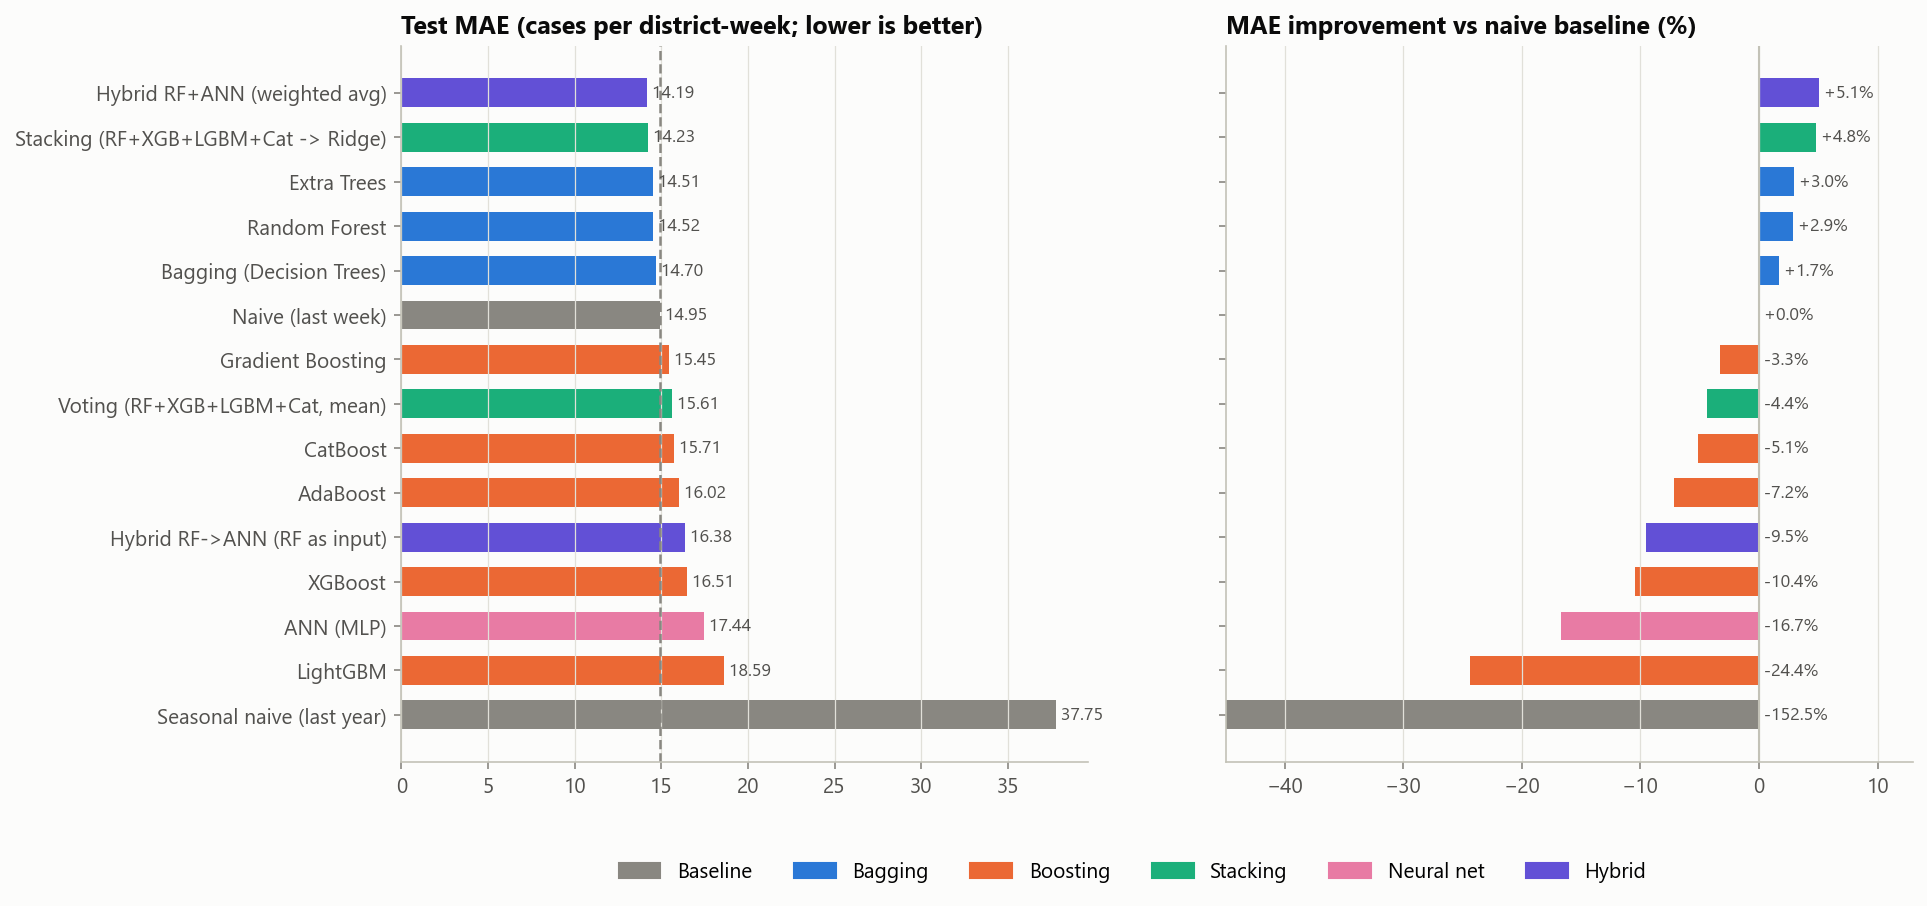 Test MAE (cases per district-week; lower is better)
Hybrid RF+ANN (weighted avg) 14.19
Stacking (RF+XGB+LGBM+Cat -> Ridge) 14.23
Extra Trees 14.51
Random Forest 14.52
Bagging (Decision Trees) 14.70
Naive (last week) 14.95
Gradient Boosting 15.45
Voting (RF+XGB+LGBM+Cat, mean) 15.61
CatBoost 15.71
AdaBoost 16.02
Hybrid RF->ANN (RF as input) 16.38
XGBoost 16.51
ANN (MLP) 17.44
LightGBM 18.59
Seasonal naive (last year) 37.75
0 5 10 15 20 25 30 35
MAE improvement vs naive baseline (%)
+5.1%
+4.8%
+3.0%
+2.9%
+1.7%
+0.0%
-3.3%
-4.4%
-5.1%
-7.2%
-9.5%
-10.4%
-16.7%
-24.4%
-152.5%
−40 −30 −20 −10 0 10
Baseline Bagging Boosting Stacking Neural net Hybrid